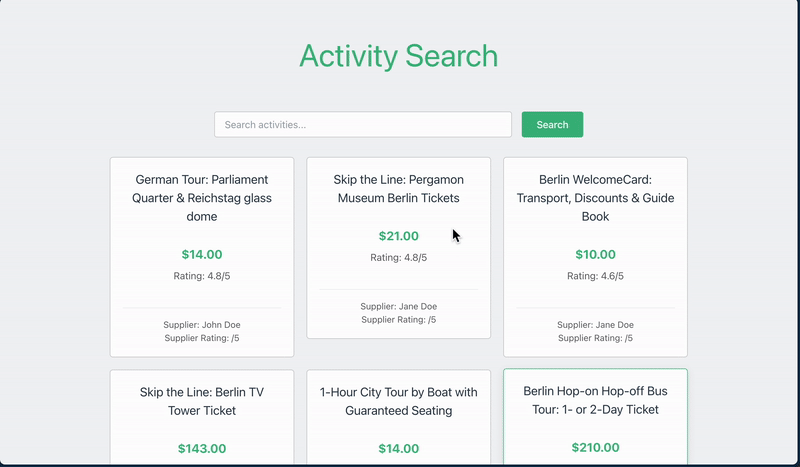 Activity Search
Search activities...
Search
German Tour: Parliament
Quarter & Reichstag glass
dome
$14.00
Rating: 4.8/5
Supplier: John Doe
Supplier Rating: /5
Skip the Line: Pergamon
Museum Berlin Tickets
$21.00
Rating: 4.8/5
Supplier: Jane Doe
Supplier Rating: /5
Berlin WelcomeCard:
Transport, Discounts & Guide
Book
$10.00
Rating: 4.6/5
Supplier: Jane Doe
Supplier Rating: /5
Skip the Line: Berlin TV
Tower Ticket
$143.00
1-Hour City Tour by Boat with
Guaranteed Seating
$14.00
Berlin Hop-on Hop-off Bus
Tour: 1- or 2-Day Ticket
$210.00